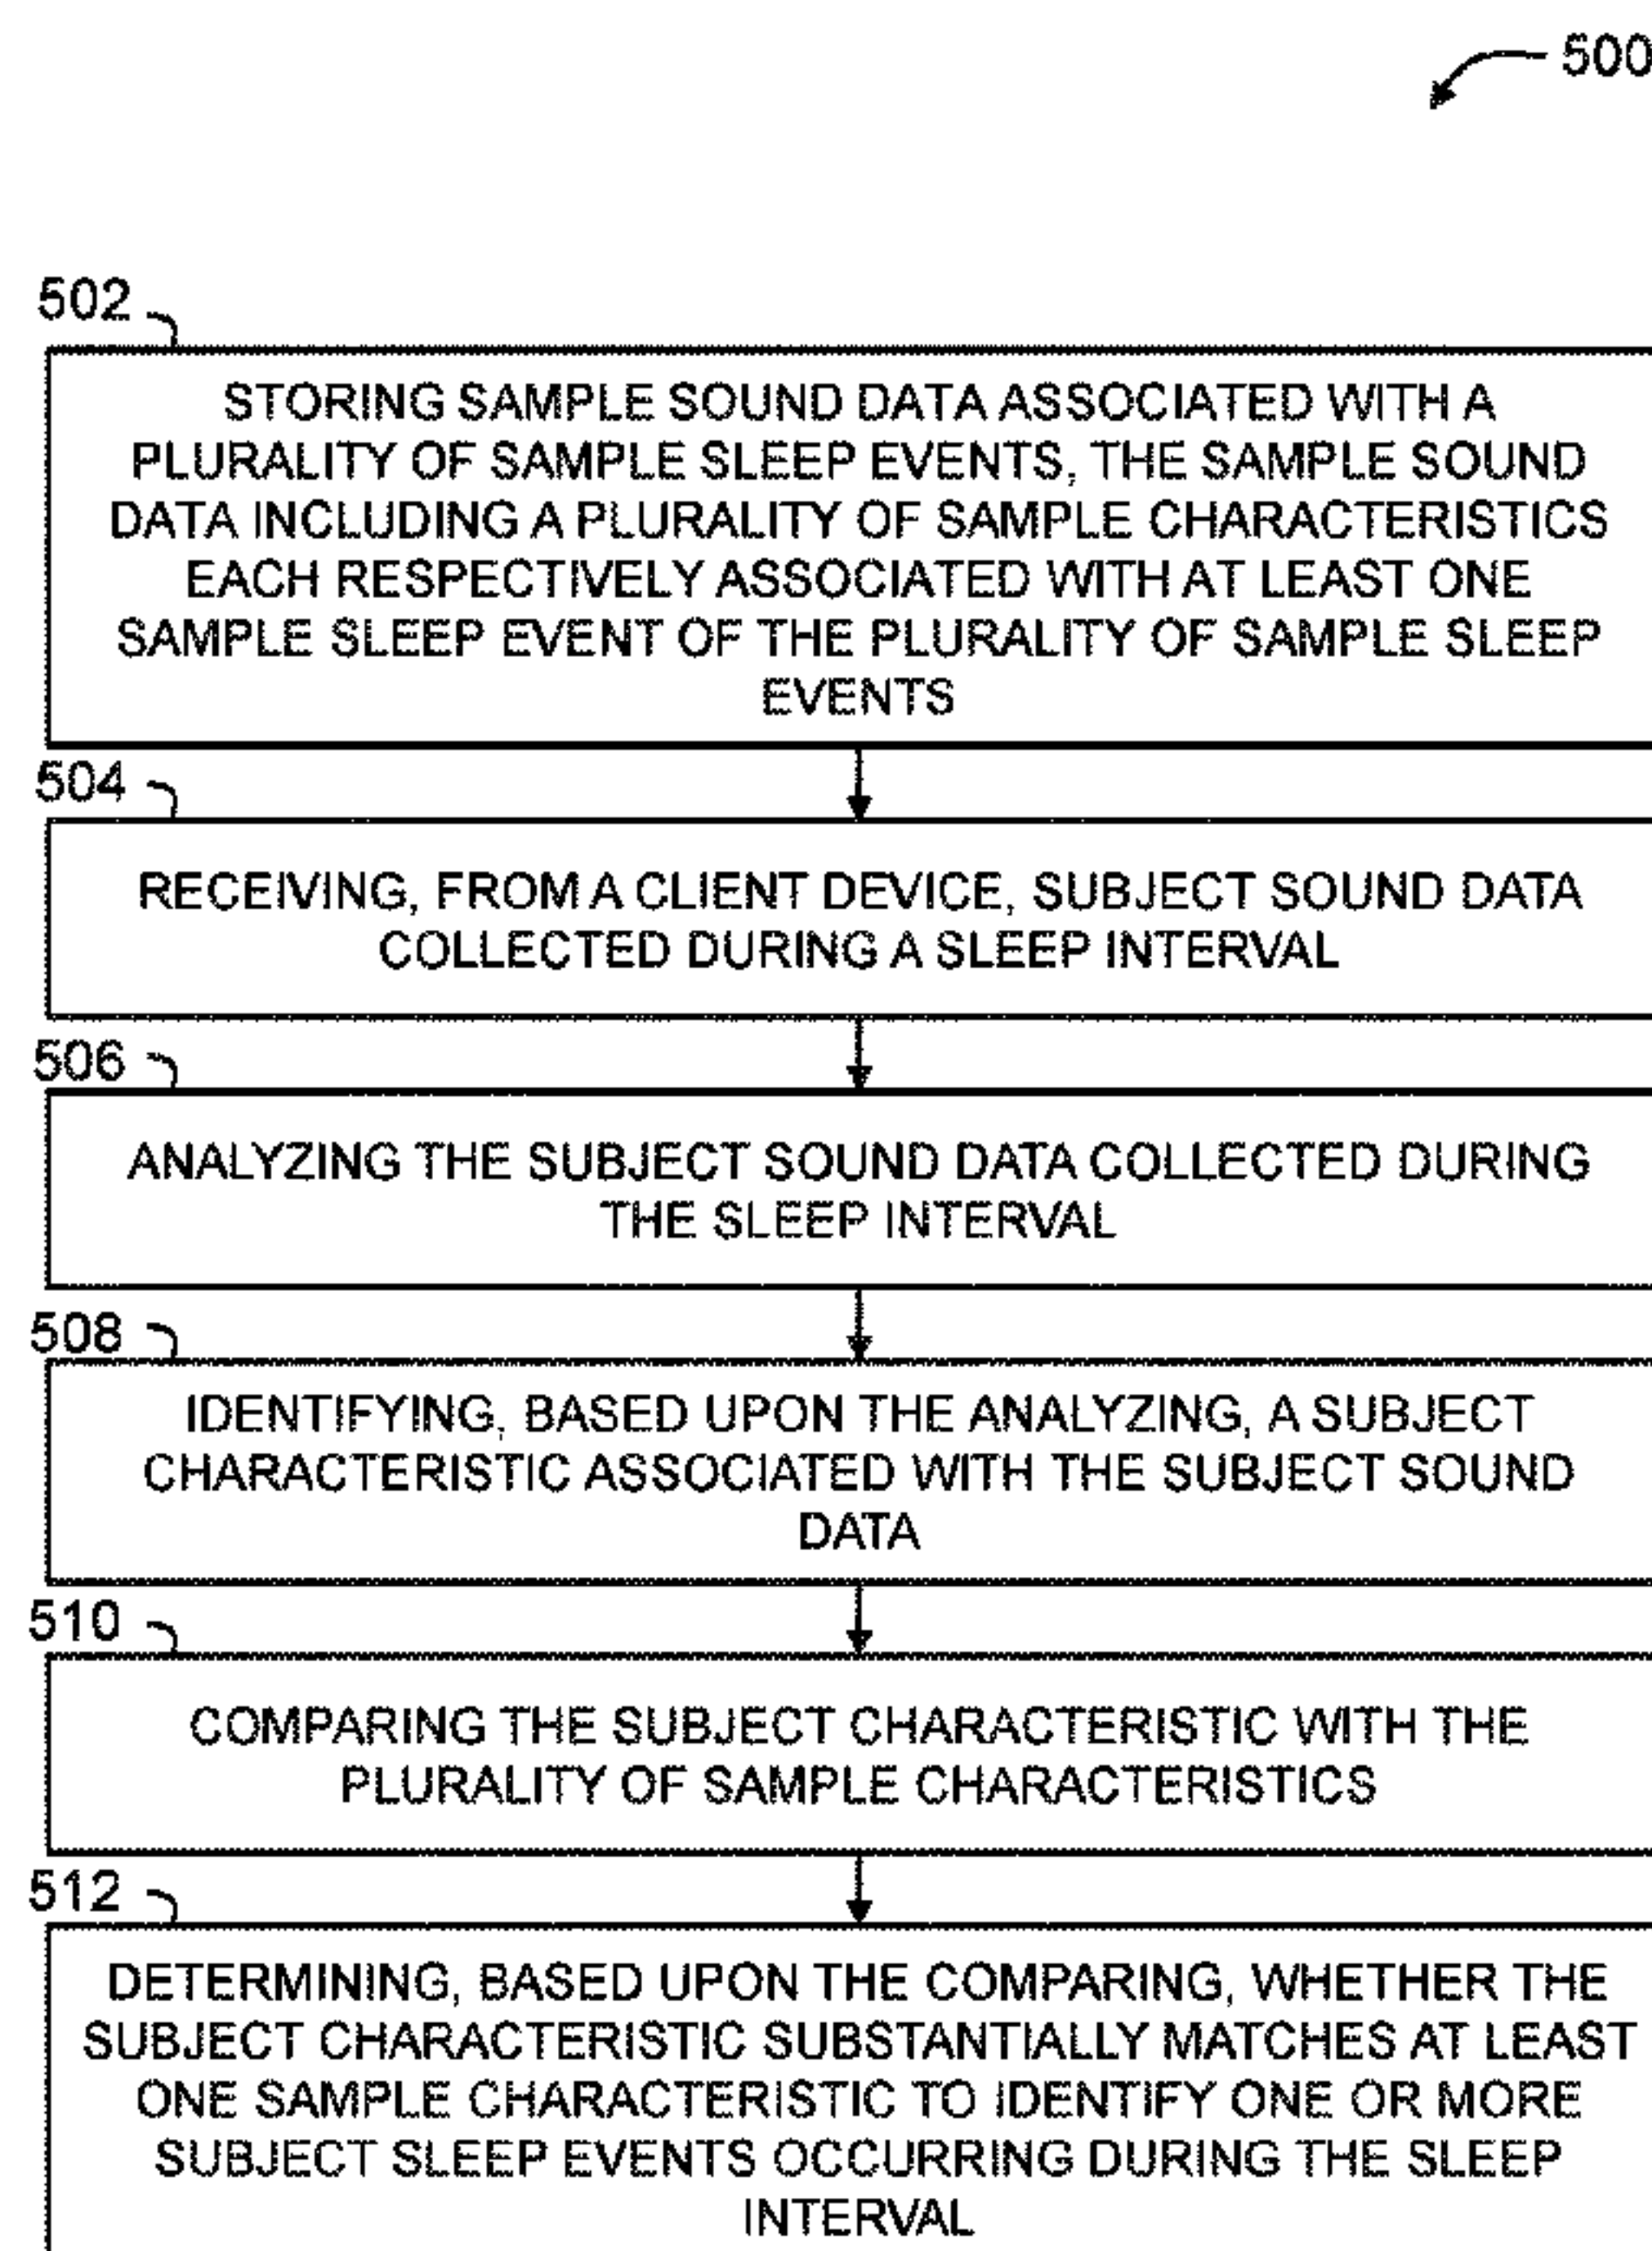 500
502
STORING SAMPLE SOUND DATA ASSOCIATED WITH A
PLURALITY OF SAMPLE SLEEP EVENTS, THE SAMPLE SOUND
DATA INCLUDING A PLURALITY OF SAMPLE CHARACTERISTICS
EACH RESPECTIVELY ASSOCIATED WITH AT LEAST ONE
SAMPLE SLEEP EVENT OF THE PLURALITY OF SAMPLE SLEEP
EVENTS
504
RECEIVING, FROM A CLIENT DEVICE, SUBJECT SOUND DATA
COLLECTED DURING A SLEEP INTERVAL
506
ANALYZING THE SUBJECT SOUND DATA COLLECTED DURING
THE SLEEP INTERVAL
508
IDENTIFYING, BASED UPON THE ANALYZING, A SUBJECT
CHARACTERISTIC ASSOCIATED WITH THE SUBJECT SOUND
DATA
510
COMPARING THE SUBJECT CHARACTERISTIC WITH THE
PLURALITY OF SAMPLE CHARACTERISTICS
512
DETERMINING, BASED UPON THE COMPARING, WHETHER THE
SUBJECT CHARACTERISTIC SUBSTANTIALLY MATCHES AT LEAST
ONE SAMPLE CHARACTERISTIC TO IDENTIFY ONE OR MORE
SUBJECT SLEEP EVENTS OCCURRING DURING THE SLEEP
INTERVAL